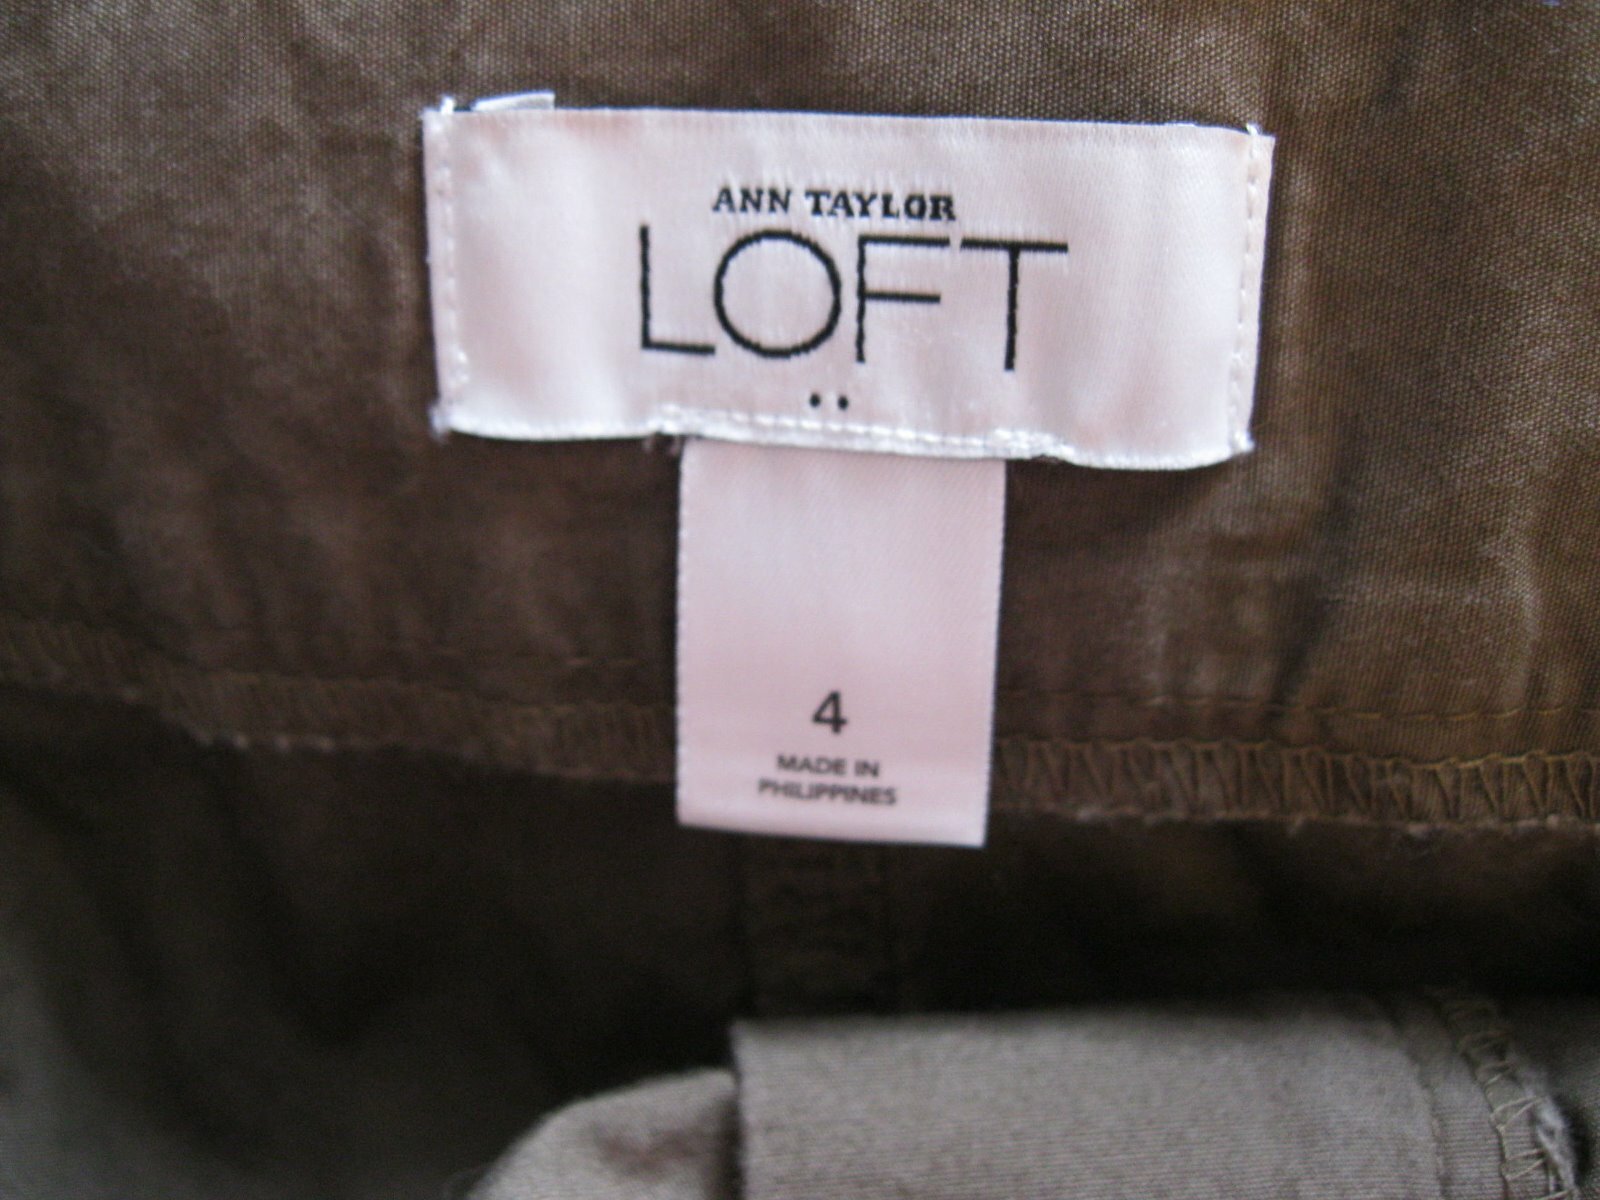 ANN TAYLOR
LOFT
4
MADE IN
PHILIPPINES